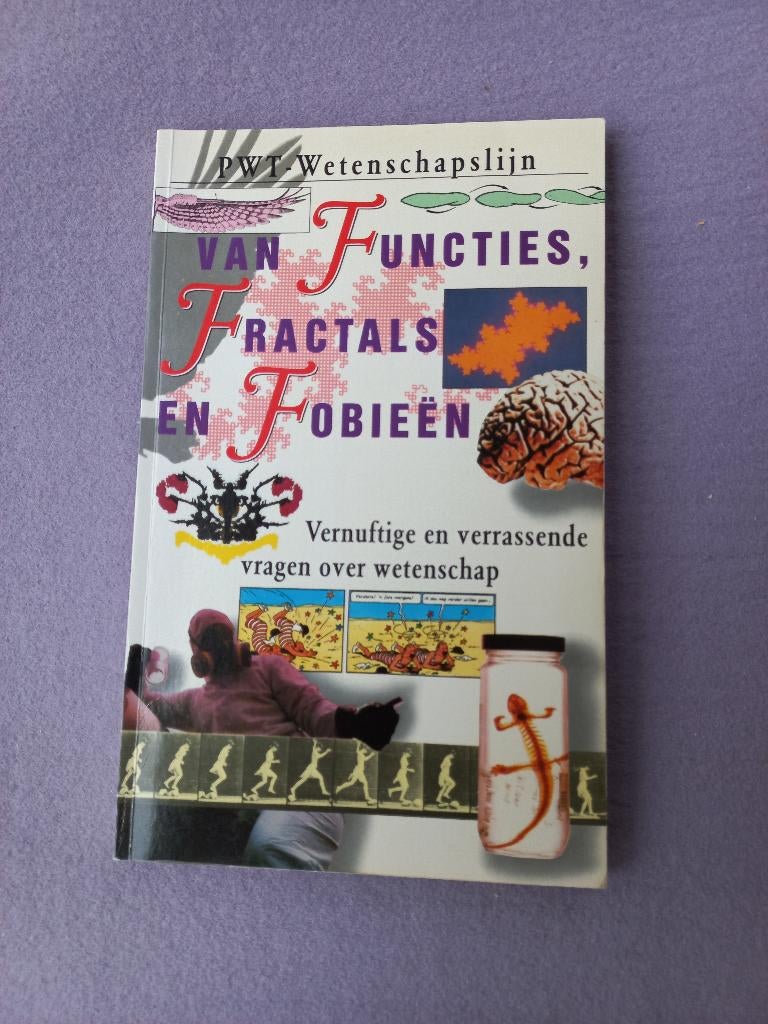 PWT-Wetenschapslijn
VAN FUNCTIES,
FRACTALS
EN FOBIEËN
Vernuftige en verrassende
vragen over wetenschap